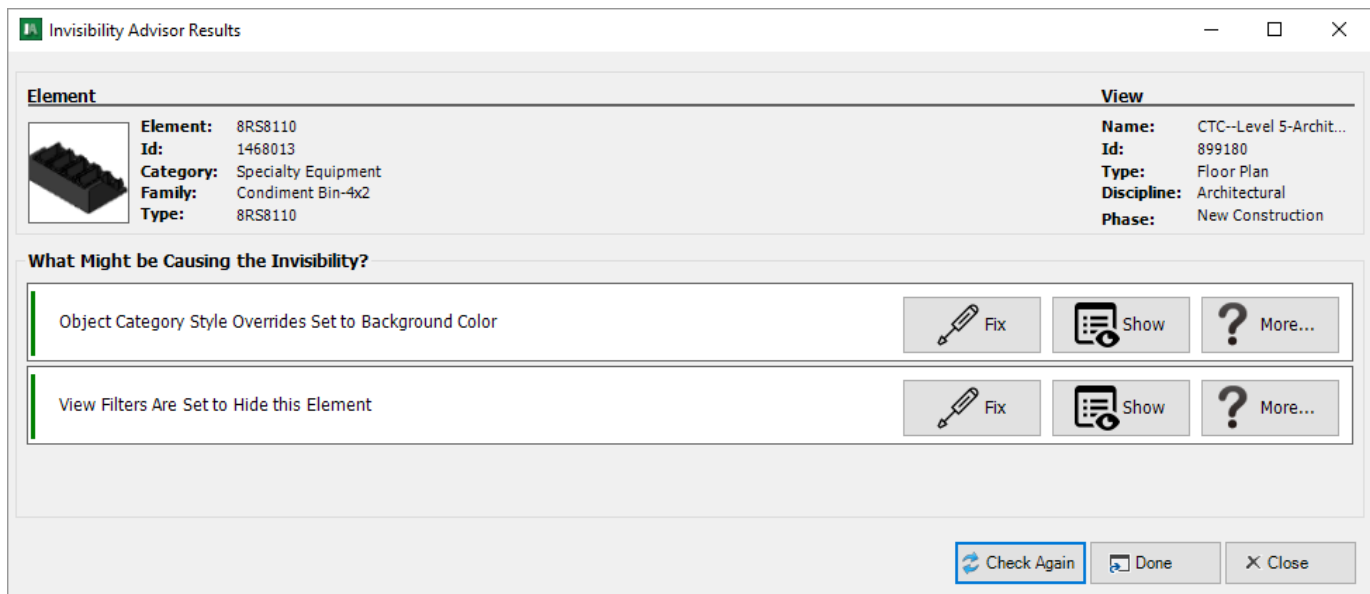 Invisibility Advisor Results
Element
Element: 8RS8110
Id: 1468013
Category: Specialty Equipment
Family: Condiment Bin-4x2
Type: 8RS8110
View
Name: CTC--Level 5-Archit...
Id: 899180
Type: Floor Plan
Discipline: Architectural
Phase: New Construction
What Might be Causing the Invisibility?
Object Category Style Overrides Set to Background Color Fix Show More...
View Filters Are Set to Hide this Element Fix Show More...
Check Again Done Close